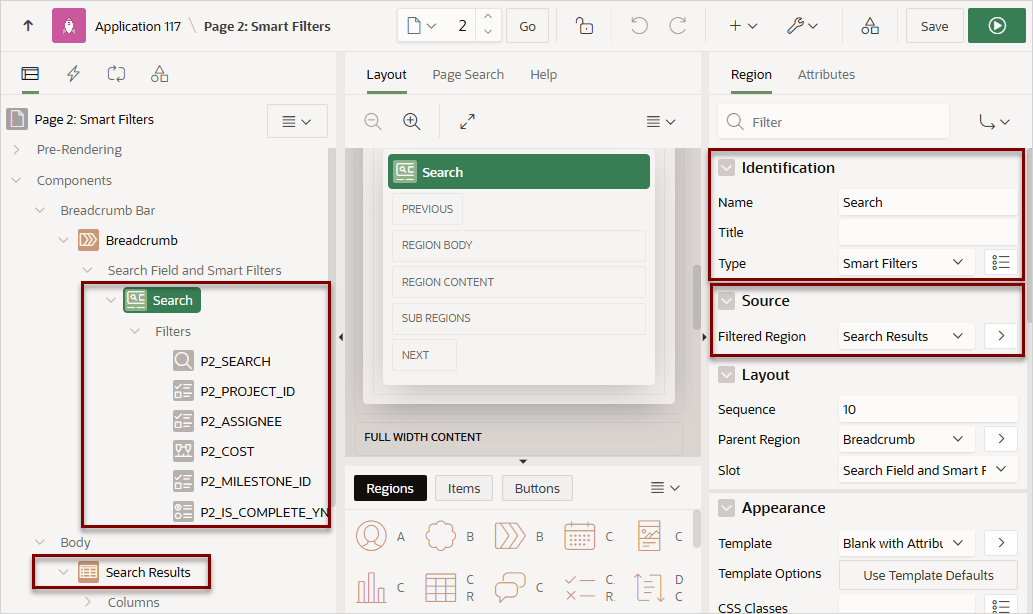 Application 117 \ Page 2: Smart Filters
2
Go
Save
Page 2: Smart Filters
Pre-Rendering
Components
Breadcrumb Bar
Breadcrumb
Search Field and Smart Filters
Search
Filters
P2_SEARCH
P2_PROJECT_ID
P2_ASSIGNEE
P2_COST
P2_MILESTONE_ID
P2_IS_COMPLETE_YN
Body
Search Results
Columns
Layout Page Search Help
Search
PREVIOUS
REGION BODY
REGION CONTENT
SUB REGIONS
NEXT
FULL WIDTH CONTENT
Regions Items Buttons
A B B C. C
C C R C C. R. D C
Region Attributes
Filter
Identification
Name Search
Title
Type Smart Filters
Source
Filtered Region Search Results
Layout
Sequence 10
Parent Region Breadcrumb
Slot Search Field and Smart F
Appearance
Template Blank with Attribu
Template Options Use Template Defaults
CSS Classes